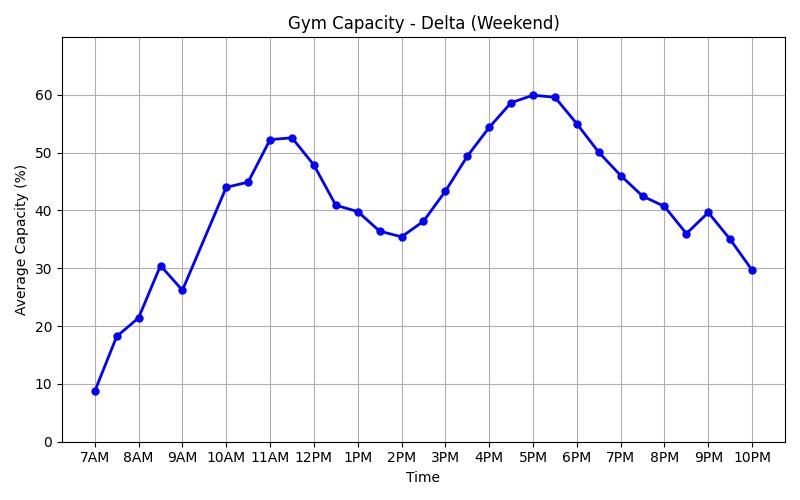 Gym Capacity - Delta (Weekend)
Average Capacity (%)
60
50
40
30
20
10
0
7AM 8AM 9AM 10AM 11AM 12PM 1PM 2PM 3PM 4PM 5PM 6PM 7PM 8PM 9PM 10PM
Time